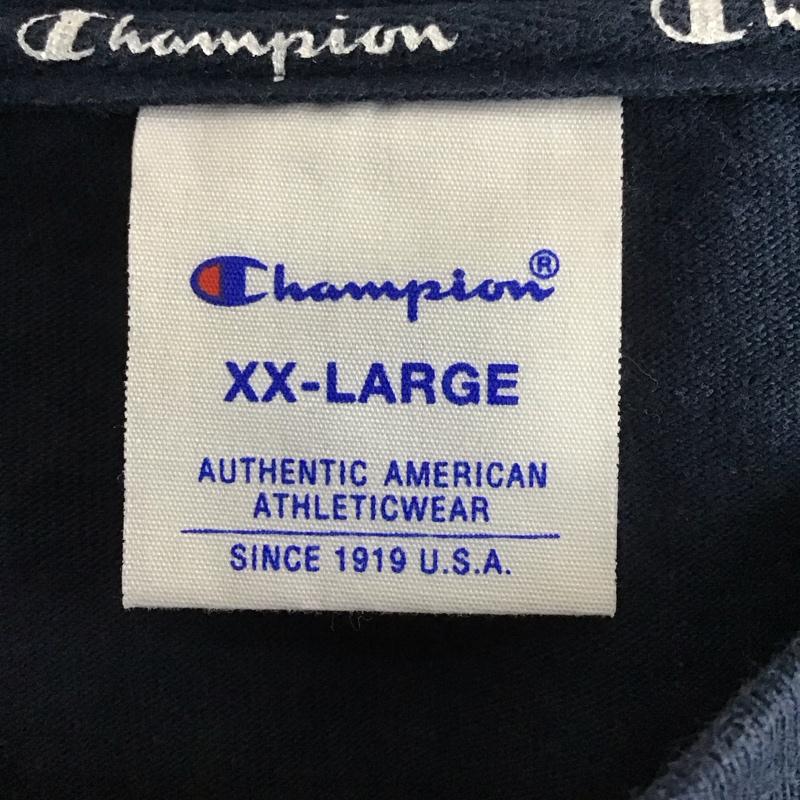 Champion
Champion®
XX-LARGE
AUTHENTIC AMERICAN
ATHLETICWEAR
SINCE 1919 U.S.A.